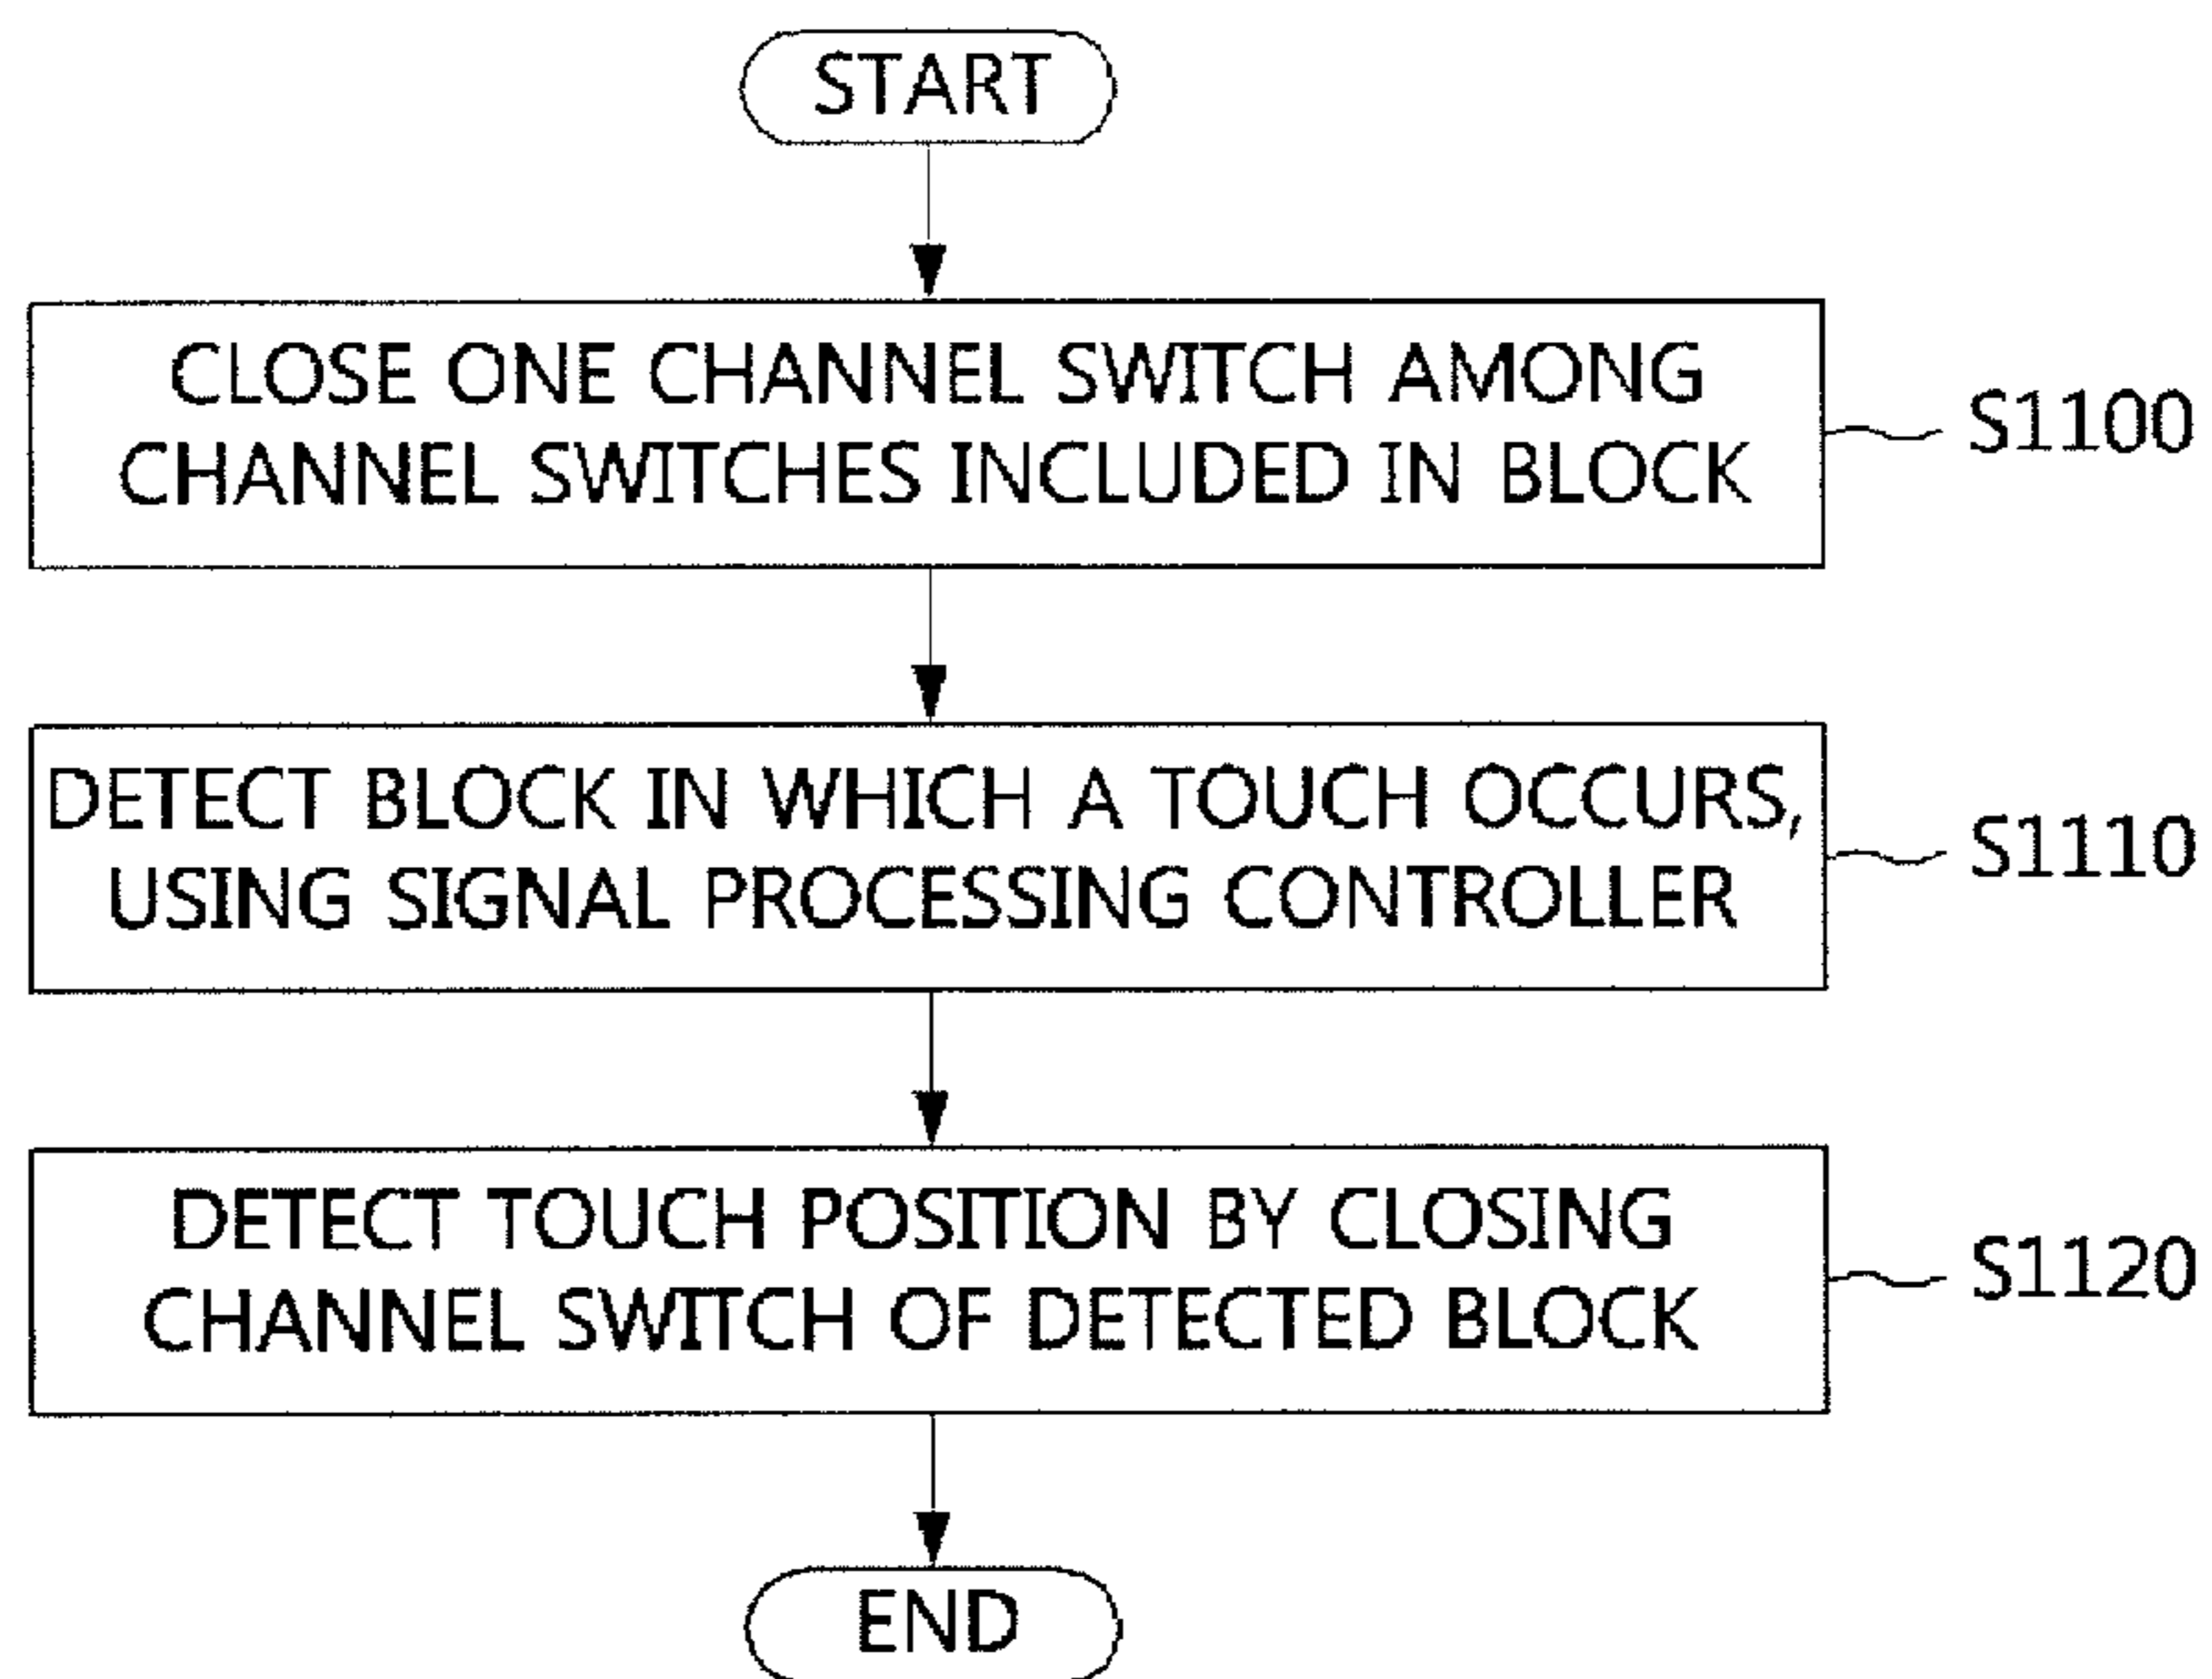 START
CLOSE ONE CHANNEL SWITCH AMONG
CHANNEL SWITCHES INCLUDED IN BLOCK
S1100
DETECT BLOCK IN WHICH A TOUCH OCCURS,
USING SIGNAL PROCESSING CONTROLLER
S1110
DETECT TOUCH POSITION BY CLOSING
CHANNEL SWITCH OF DETECTED BLOCK
S1120
END